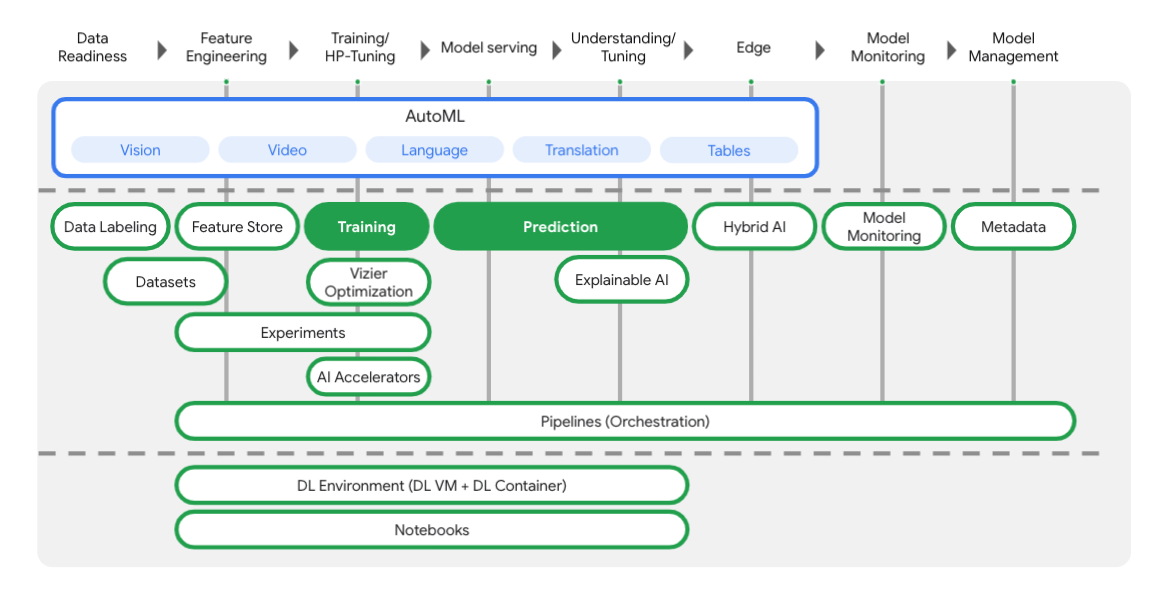 Data
Readiness
Feature
Engineering
Training/
HP-Tuning
Model serving
Understanding/
Tuning
Edge
Model
Monitoring
Model
Management
AutoML
Vision
Video
Language
Translation
Tables
Data Labeling
Feature Store
Training
Prediction
Hybrid AI
Model
Monitoring
Metadata
Datasets
Vizier
Optimization
Explainable AI
Experiments
AI Accelerators
Pipelines (Orchestration)
DL Environment (DL VM + DL Container)
Notebooks